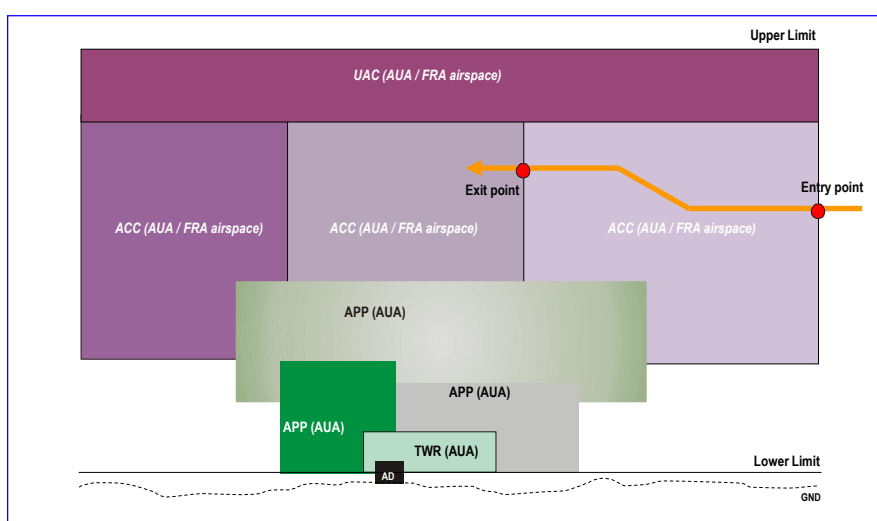 Upper Limit
UAC (AUA / FRA airspace)
Exit point
Entry point
ACC (AUA / FRA airspace)
ACC (AUA / FRA airspace)
ACC (AUA / FRA airspace)
APP (AUA)
APP (AUA)
APP (AUA)
TWR (AUA)
Lower Limit
AD
GND